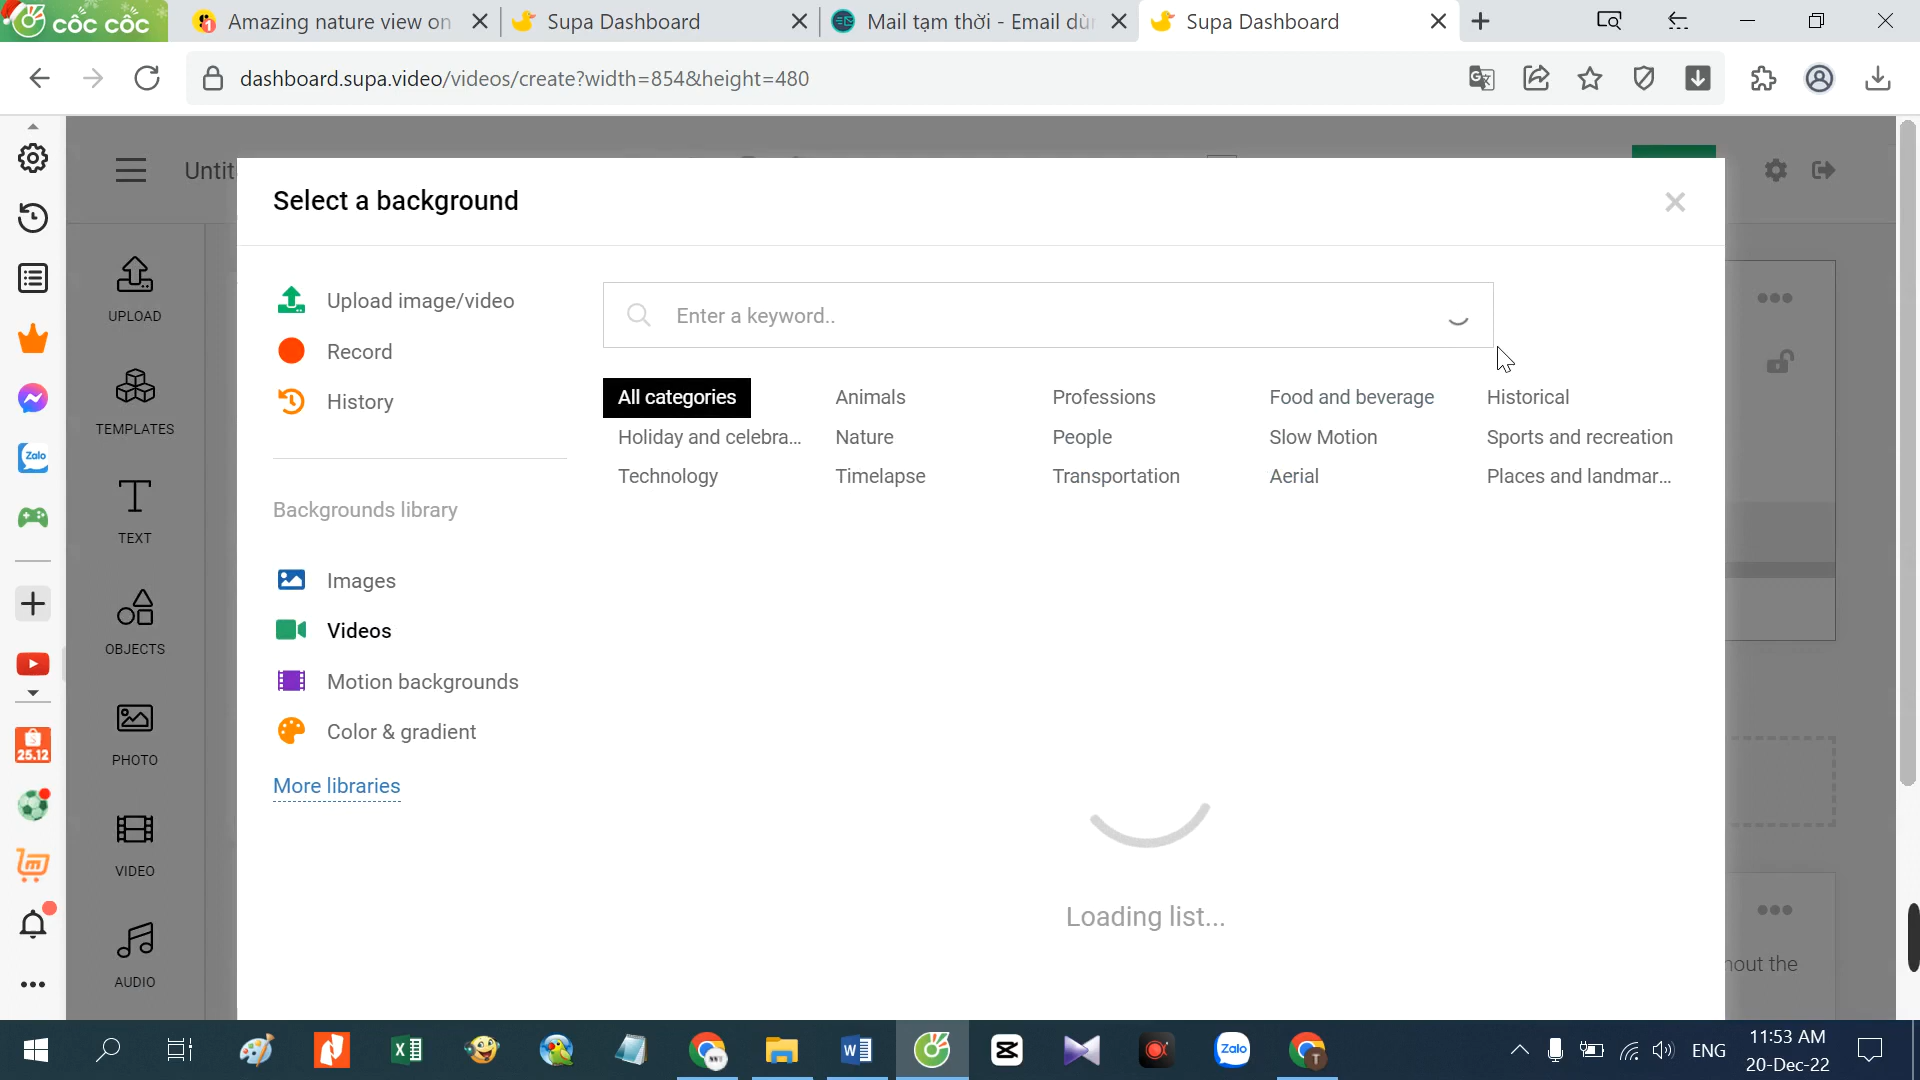 cốc cốc
Amazing nature view on
Supa Dashboard
Mail tạm thời - Email dùn
Supa Dashboard
dashboard.supa.video/videos/create?width=854&height=480
Untit
Select a background
UPLOAD
TEMPLATES
TEXT
OBJECTS
PHOTO
VIDEO
AUDIO
Zalo
25.12
Upload image/video
Record
History
Backgrounds library
Images
Videos
Motion backgrounds
Color & gradient
More libraries
Enter a keyword..
All categories Animals Professions Food and beverage Historical
Holiday and celebra... Nature People Slow Motion Sports and recreation
Technology Timelapse Transportation Aerial Places and landmar...
Loading list...
hout the
Zalo
T
ENG
11:53 AM
20-Dec-22